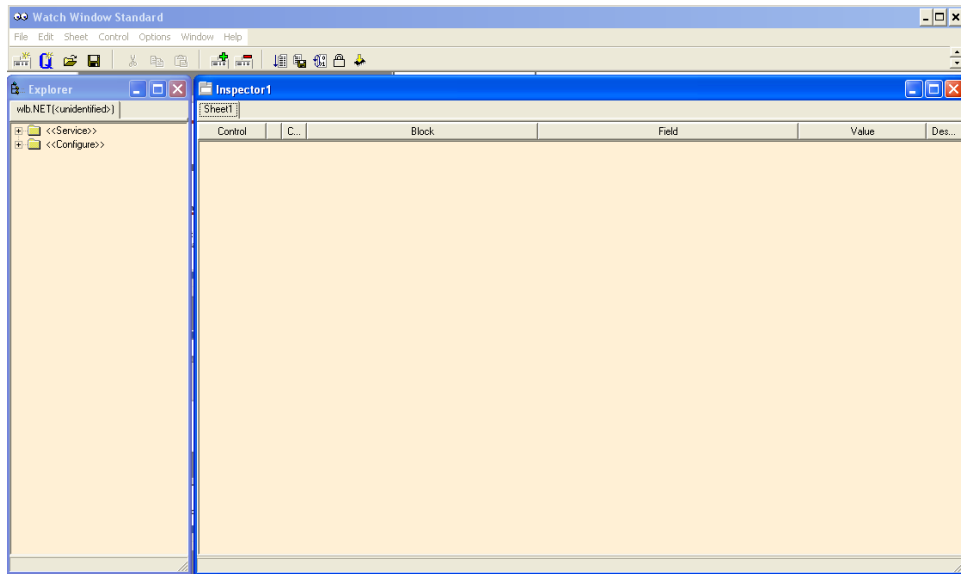 Watch Window Standard
File Edit Sheet Control Options Window Help
Explorer
wlb.NET(<unidentified>)
<<Service>>
<<Configure>>
Inspector1
Sheet1
Control C... Block Field Value Des...